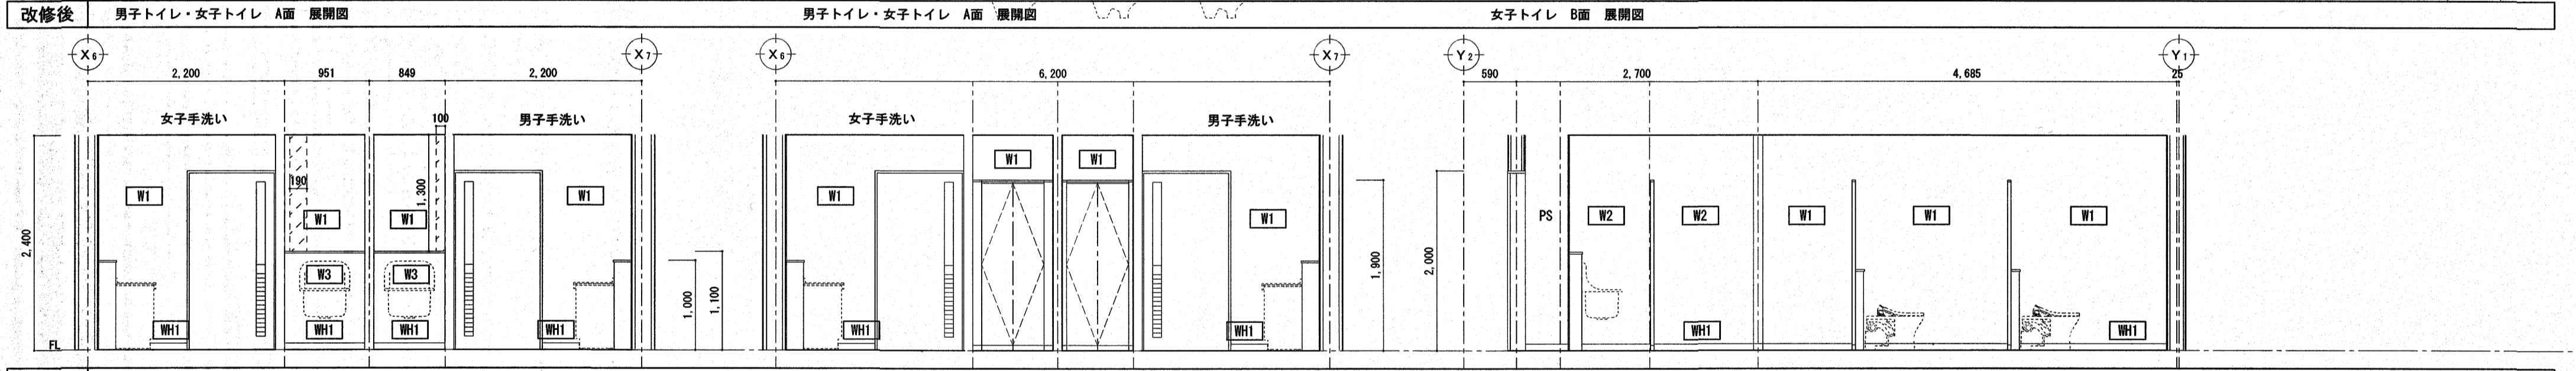 改修後 男子トイレ・女子トイレ A面 展開図 男子トイレ・女子トイレ A面 展開図 女子トイレ B面 展開図
X6 X7 X6 X7 Y2 Y1
2,200 951 849 2,200 6,200 590 2,700 4,685 25
女子手洗い 100 男子手洗い 女子手洗い 男子手洗い
W1 W1
190
W1 W1 1,300 W1 W1 W1
W1 W1 PS W2 W2 W1 W1 W1
2,400
W3 W3
1,000 1,100 1,900 2,000
WH1 WH1 WH1 WH1 WH1 WH1 WH1 WH1
FL